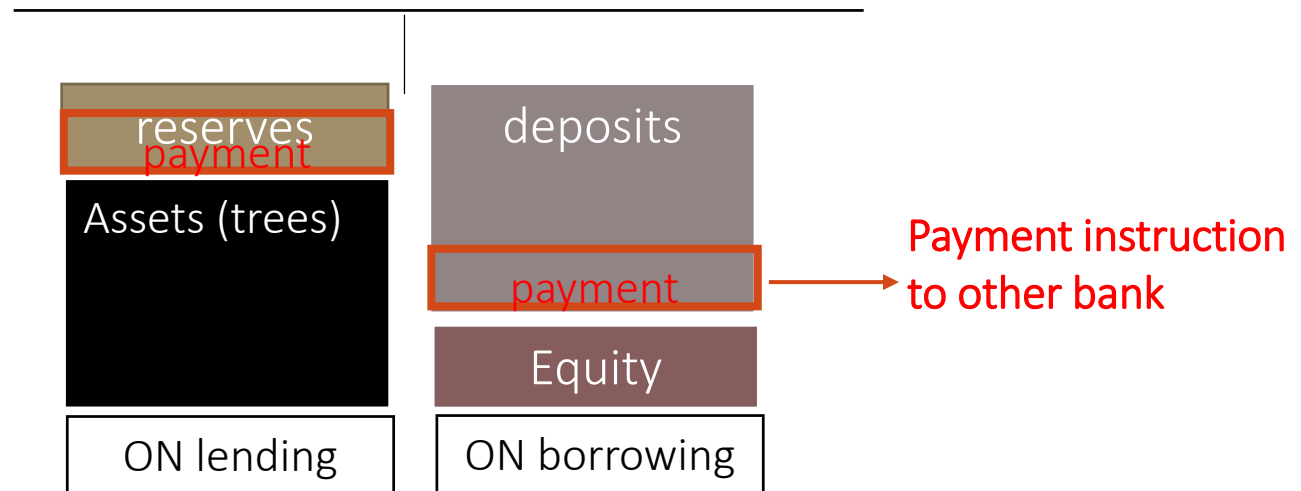 reserves
payment
Assets (trees)
ON lending
deposits
payment
Equity
ON borrowing
Payment instruction
to other bank